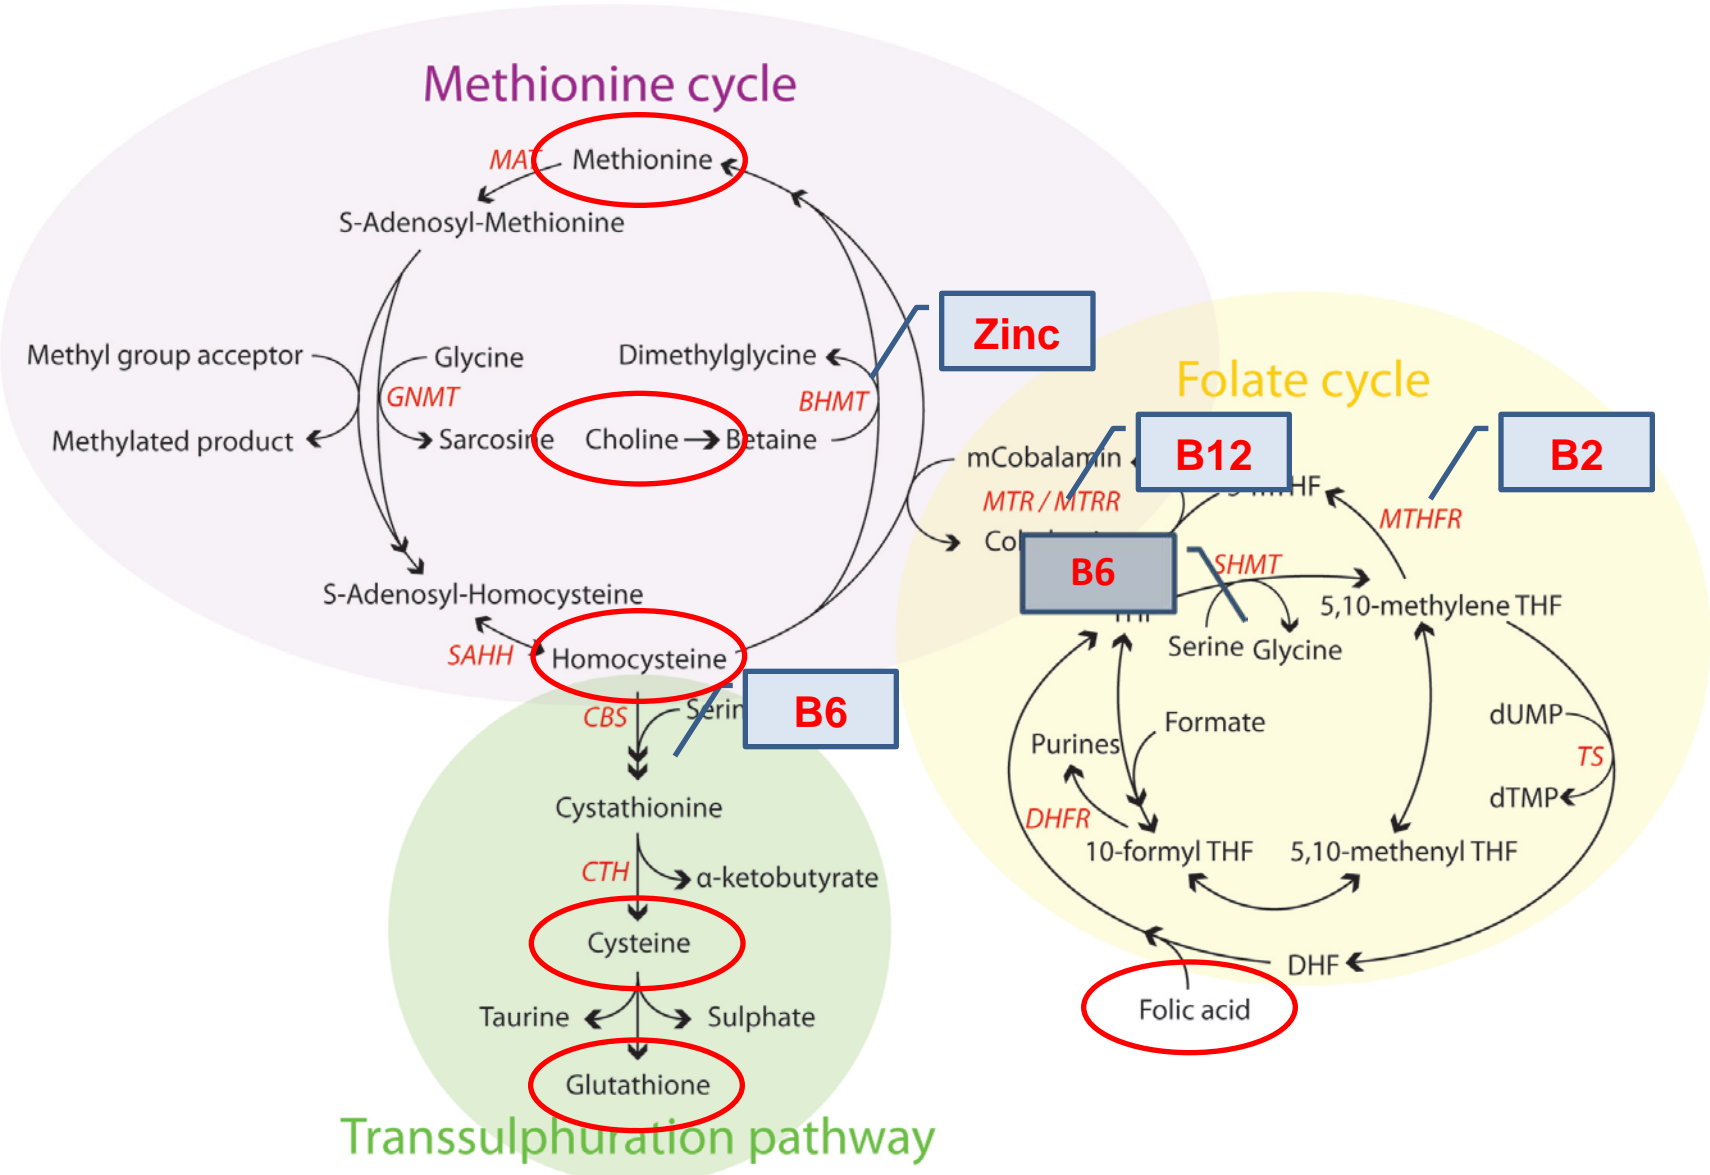 Methionine cycle
MAT
Methionine
S-Adenosyl-Methionine
Zinc
Methyl group acceptor
Glycine
Dimethylglycine
GNMT
BHMT
Folate cycle
Methylated product
Sarcosine
Choline
Betaine
mCobalamin
B12
B2
MTR / MTRR
MTHFR
B6
SHMT
S-Adenosyl-Homocysteine
5,10-methylene THF
SAHH
Homocysteine
Serine
Glycine
CBS
B6
Formate
dUMP
Purines
TS
dTMP
Cystathionine
DHFR
10-formyl THF
5,10-methenyl THF
CTH
α-ketobutyrate
Cysteine
DHF
Folic acid
Taurine
Sulphate
Glutathione
Transsulphuration pathway